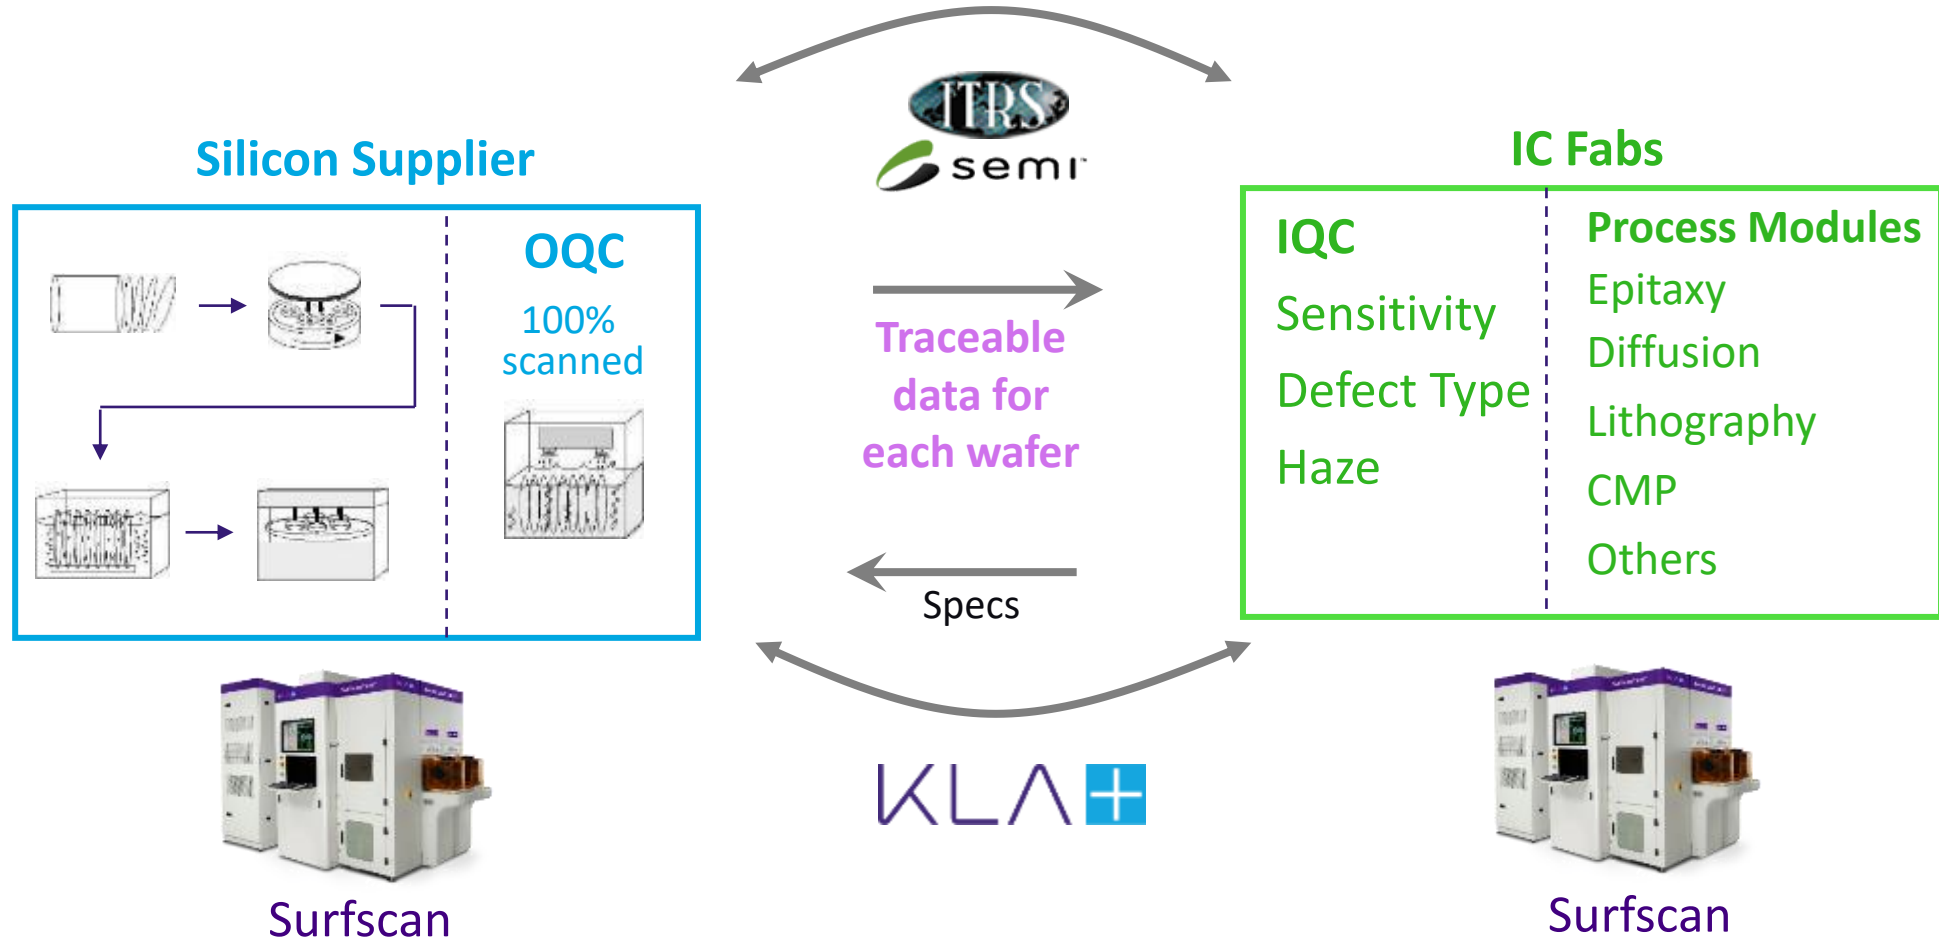 ITRS
semi
Silicon Supplier
OQC
100%
scanned
Traceable
data for
each wafer
Specs
IC Fabs
IQC
Sensitivity
Defect Type
Haze
Process Modules
Epitaxy
Diffusion
Lithography
CMP
Others
KLA+
Surfscan
Surfscan